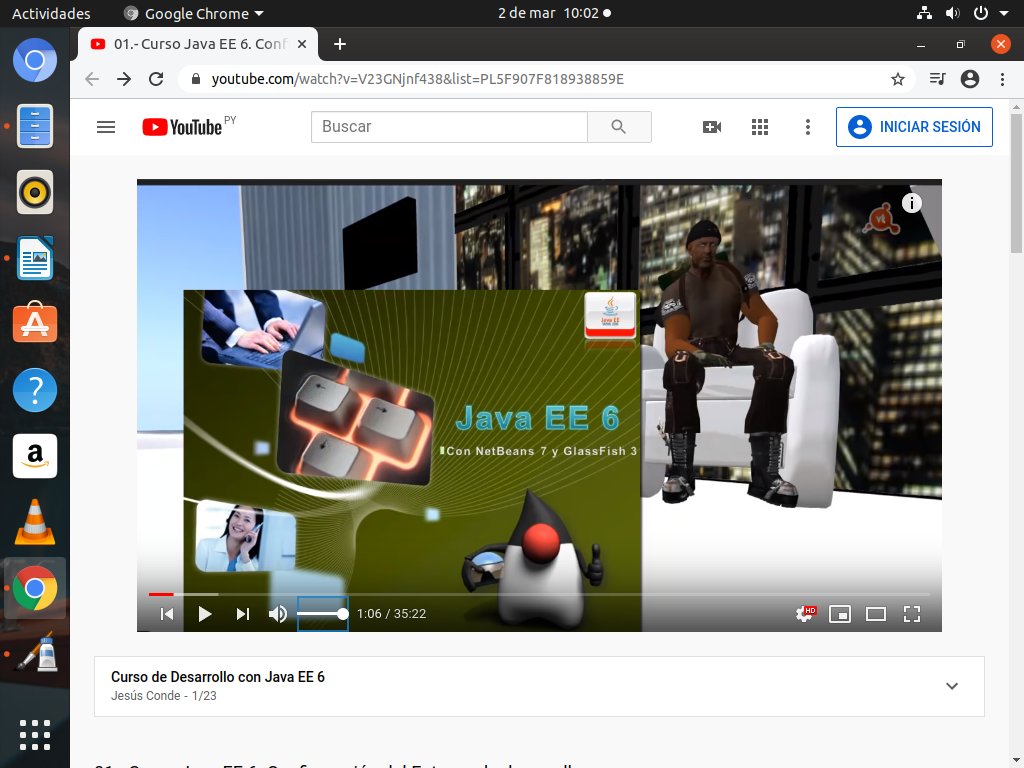 Actividades
Google Chrome
2 de mar 10:02
01.- Curso Java EE 6. Conf
youtube.com/watch?v=V23GNjnf438&list=PL5F907F818938859E
YouTube PY
Buscar
INICIAR SESIÓN
vt
Java EE
Java EE 6
Con NetBeans 7 y GlassFish 3
1:06 / 35:22
HD
Curso de Desarrollo con Java EE 6
Jesús Conde - 1/23